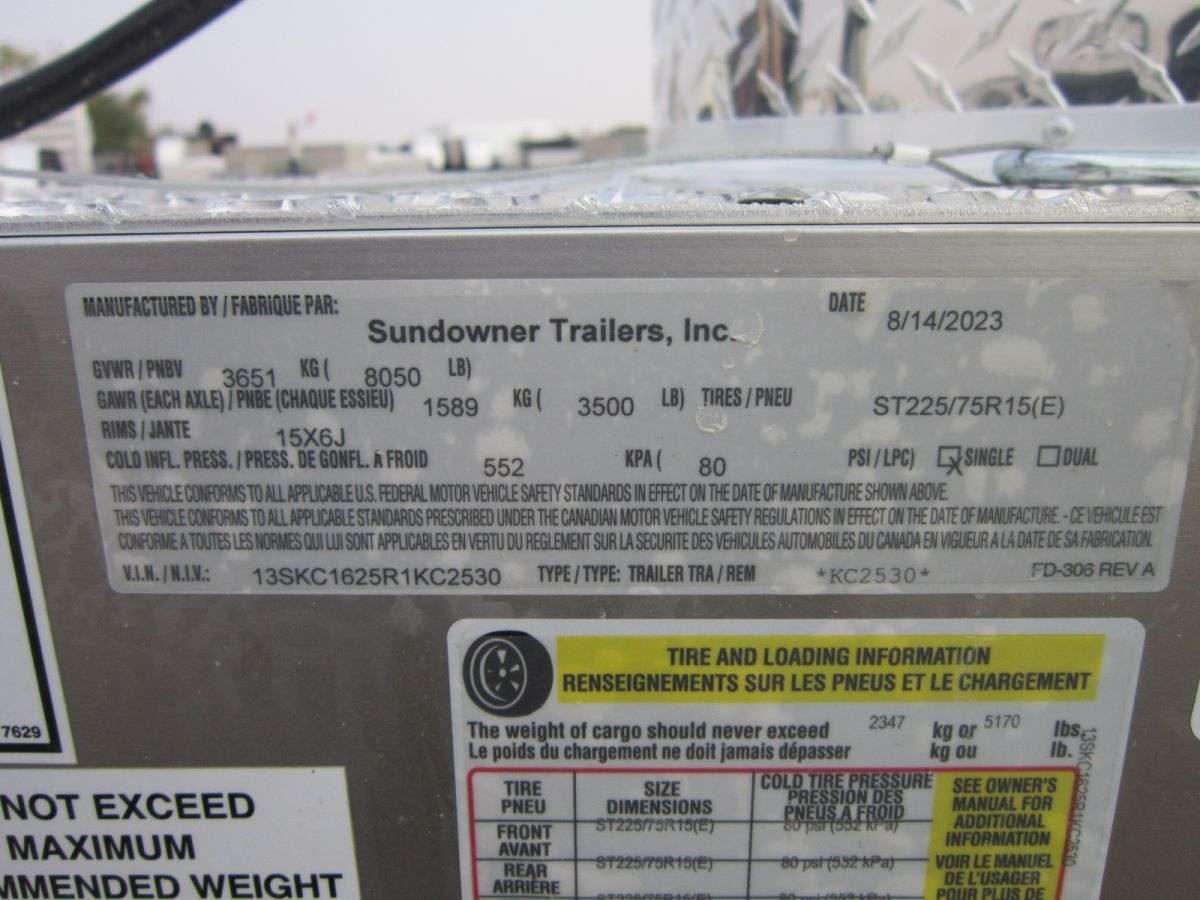 MANUFACTURED BY / FABRIQUE PAR: DATE
Sundowner Trailers, Inc. 8/14/2023
GVWR / PNBV 3651 KG ( 8050 LB)
GAWR (EACH AXLE) / PNBE (CHAQUE ESSIEU) 1589 KG ( 3500 LB) TIRES / PNEU ST225/75R15(E)
RIMS / JANTE 15X6J
COLD INFL. PRESS. / PRESS. DE GONFL. A FROID 552 KPA ( 80 PSI / LPC) X SINGLE DUAL
THIS VEHICLE CONFORMS TO ALL APPLICABLE U.S. FEDERAL MOTOR VEHICLE SAFETY STANDARDS IN EFFECT ON THE DATE OF MANUFACTURE SHOWN ABOVE.
THIS VEHICLE CONFORMS TO ALL APPLICABLE STANDARDS PRESCRIBED UNDER THE CANADIAN MOTOR VEHICLE SAFETY REGULATIONS IN EFFECT ON THE DATE OF MANUFACTURE. - CE VEHICULE EST
CONFORME A TOUTES LES NORMES QUI LUI SONT APPLICABLES EN VERTU DU REGLEMENT SUR LA SECURITE DES VEHICULES AUTOMOBILES DU CANADA EN VIGUEUR A LA DATE DE SA FABRICATION.
V.I.N. / N.I.V.: 13SKC1625R1KC2530 TYPE / TYPE: TRAILER TRA / REM *KC2530* FD-306 REV A
7629
NOT EXCEED
MAXIMUM
MMENDED WEIGHT
TIRE AND LOADING INFORMATION
RENSEIGNEMENTS SUR LES PNEUS ET LE CHARGEMENT
The weight of cargo should never exceed 2347 kg or 5170 lbs.
Le poids du chargement ne doit jamais dépasser kg ou lb.
13SKC1625R1KC2530
TIRE
PNEU
SIZE
DIMENSIONS
COLD TIRE PRESSURE
PRESSION DES
PNEUS A FROID
SEE OWNER'S
MANUAL FOR
ADDITIONAL
INFORMATION
FRONT
AVANT
ST225/75R15(E) 80 psi (552 kPa)
REAR
ARRIÈRE
ST225/75R15(E) 80 psi (552 kPa)
VOIR LE MANUEL
DE L'USAGER
POUR PLUS DE